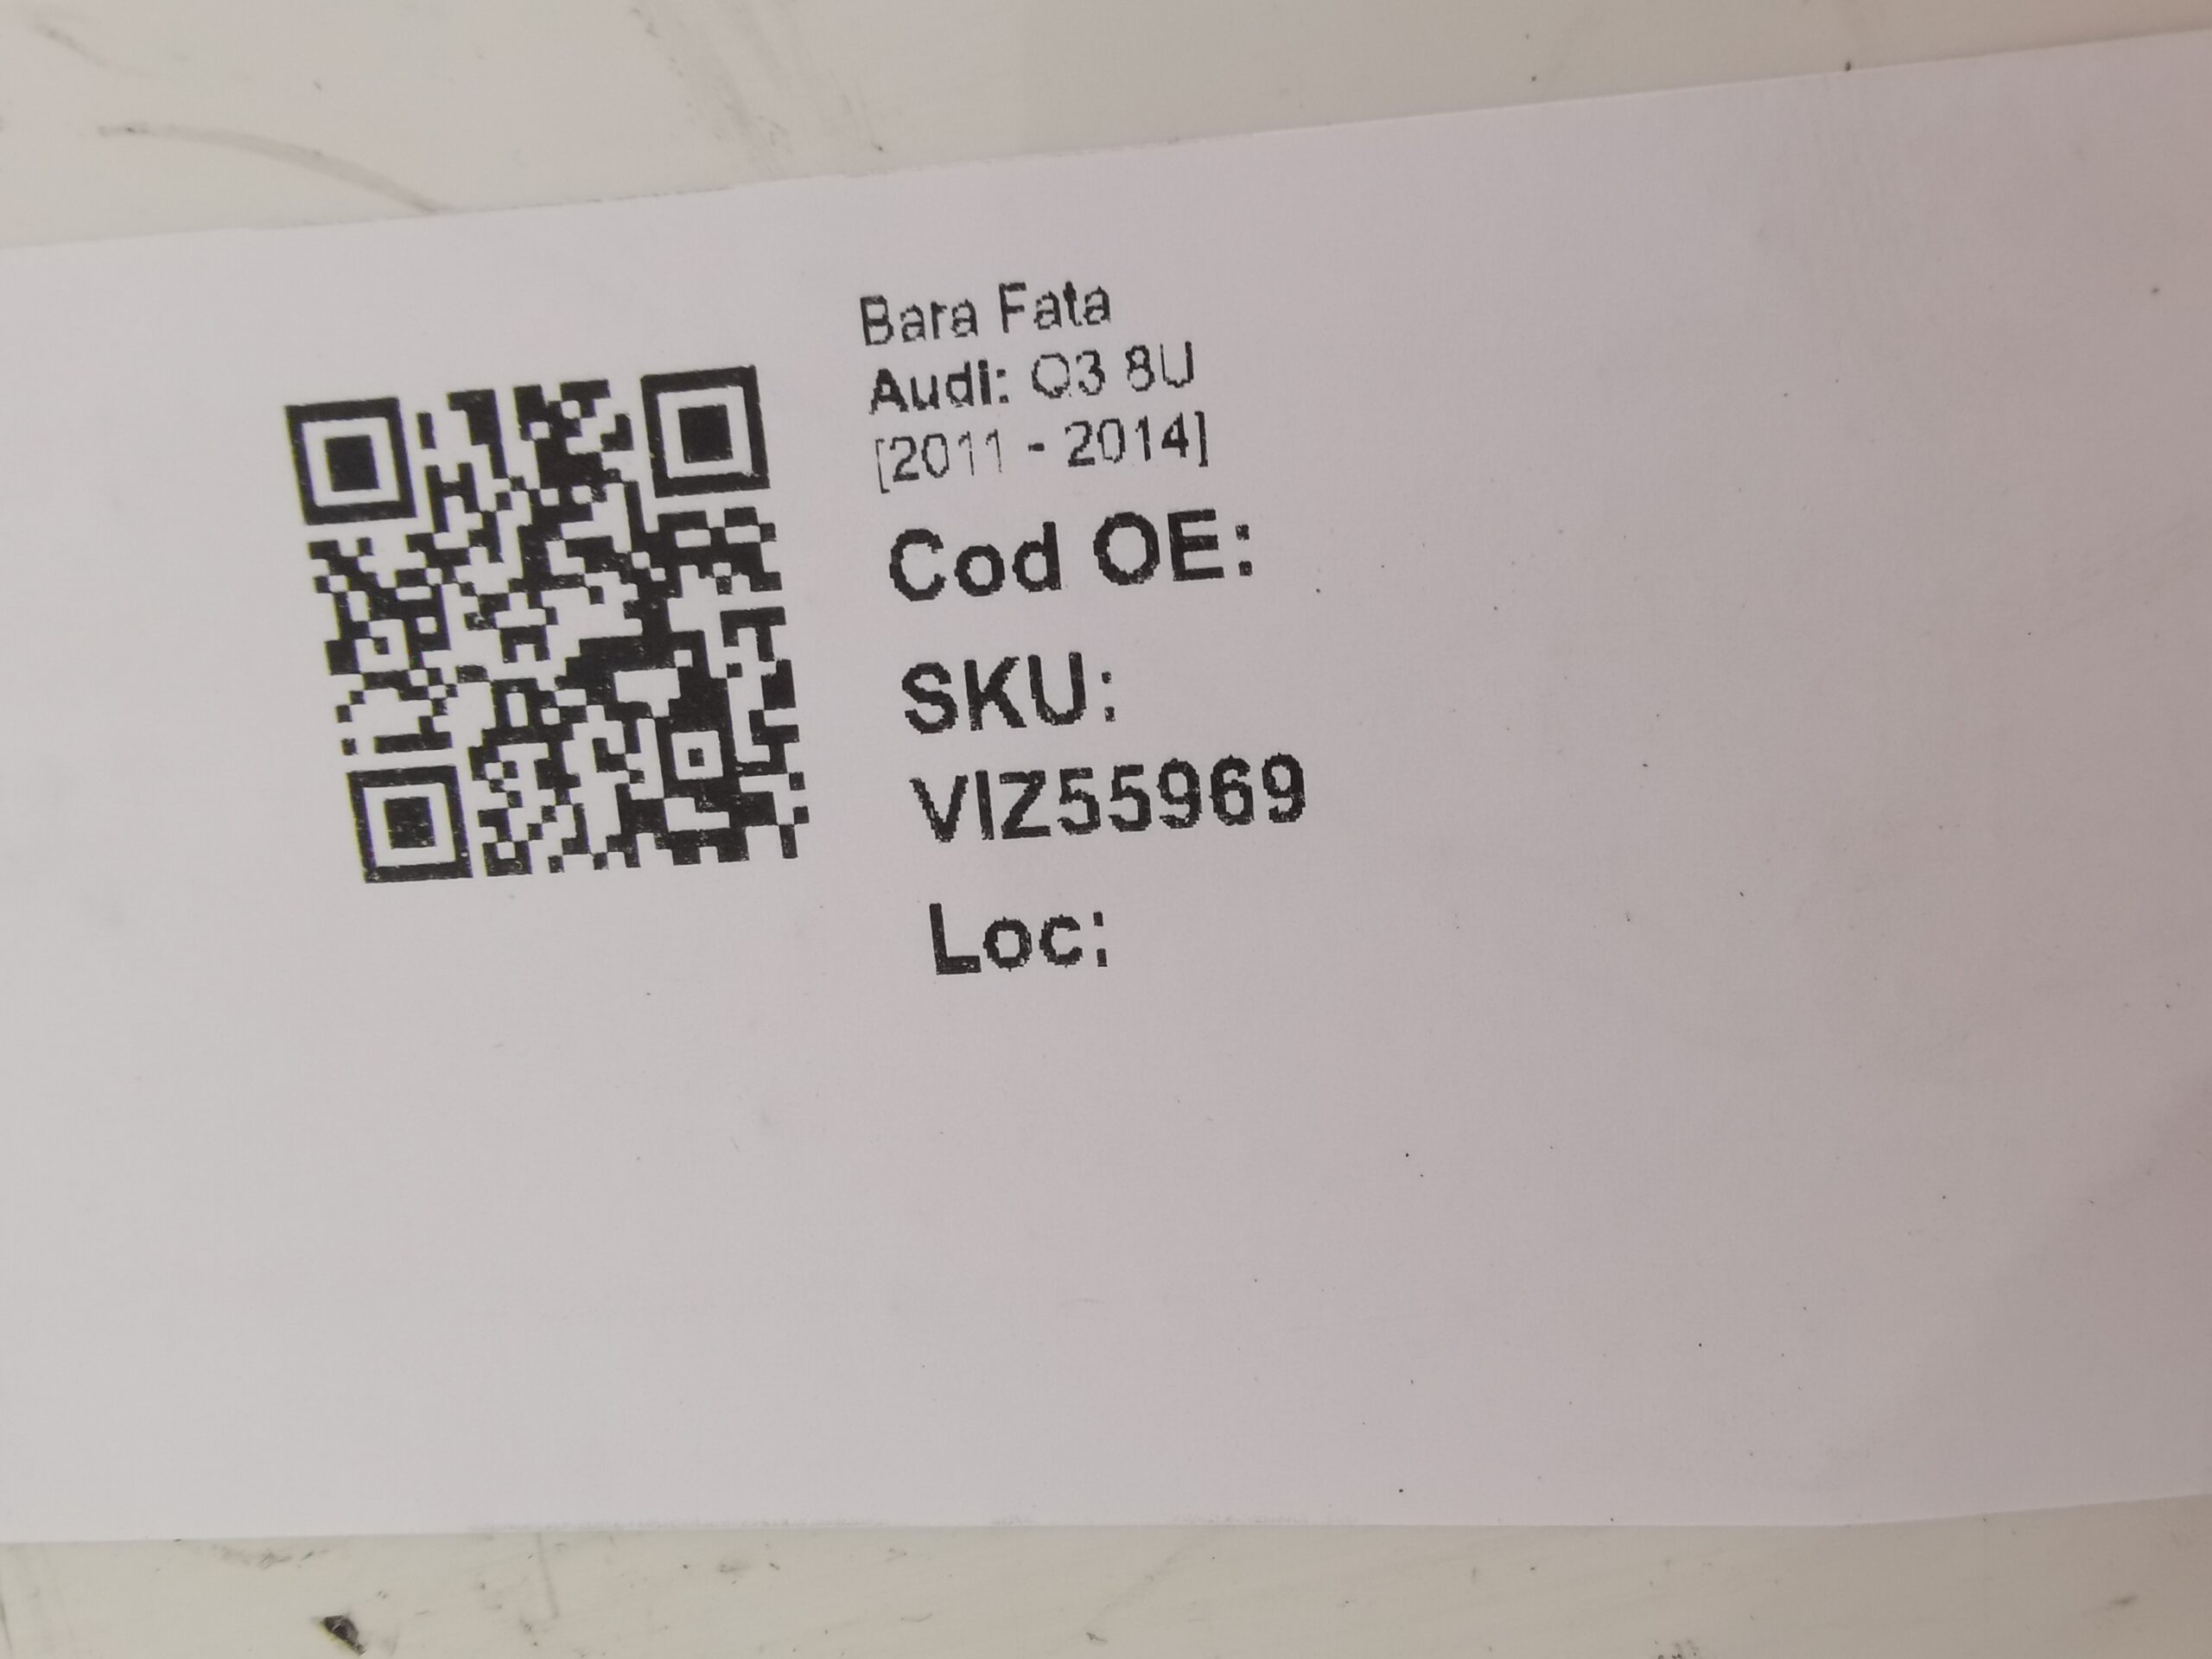 Bara Fata
Audi: Q3 8U
[2011 - 2014]
Cod OE:
SKU:
VIZ55969
Loc: